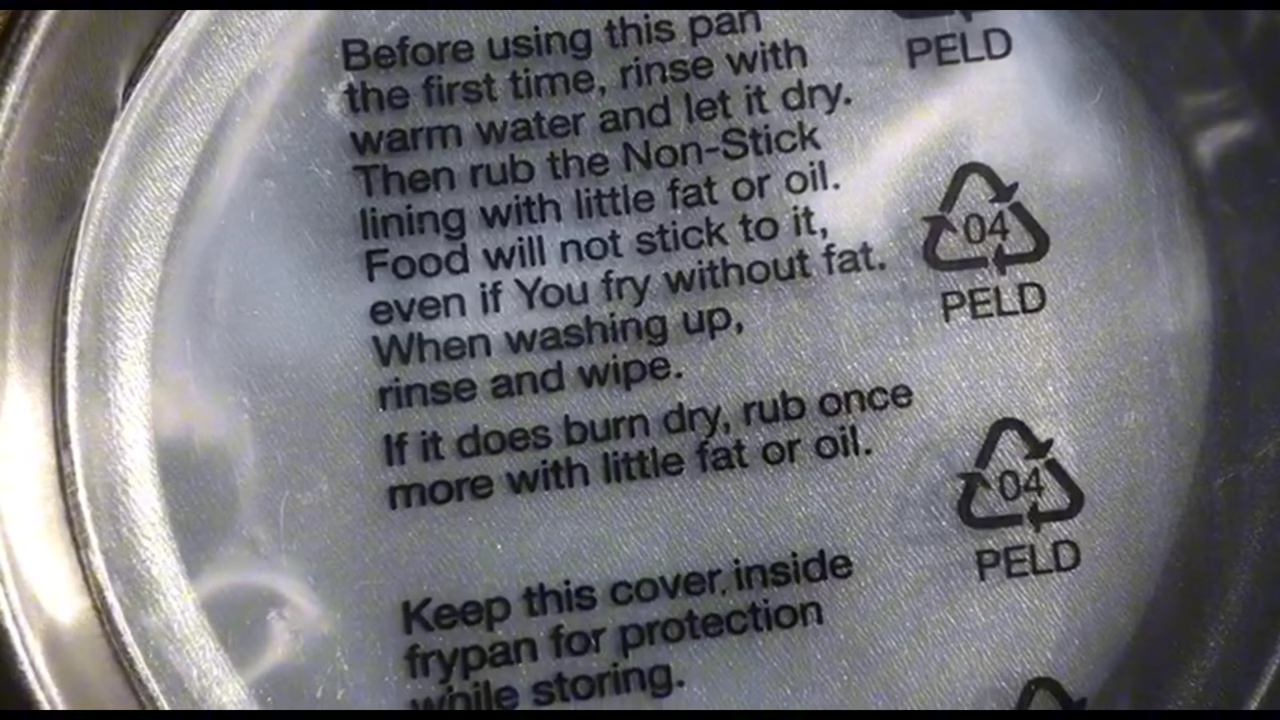 Before using this pan
the first time, rinse with
warm water and let it dry.
Then rub the Non-Stick
lining with little fat or oil.
Food will not stick to it,
even if You fry without fat.
When washing up,
rinse and wipe.
If it does burn dry, rub once
more with little fat or oil.
Keep this cover inside
frypan for protection
while storing.
PELD
04
PELD
04
PELD